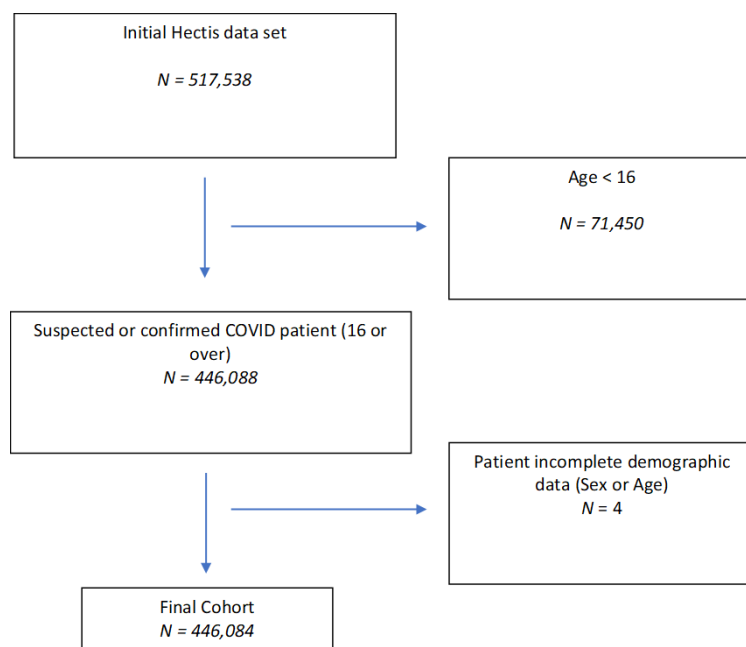 Initial Hectis data set
N = 517,538
Age < 16
N = 71,450
Suspected or confirmed COVID patient (16 or
over)
N = 446,088
Patient incomplete demographic
data (Sex or Age)
N = 4
Final Cohort
N = 446,084